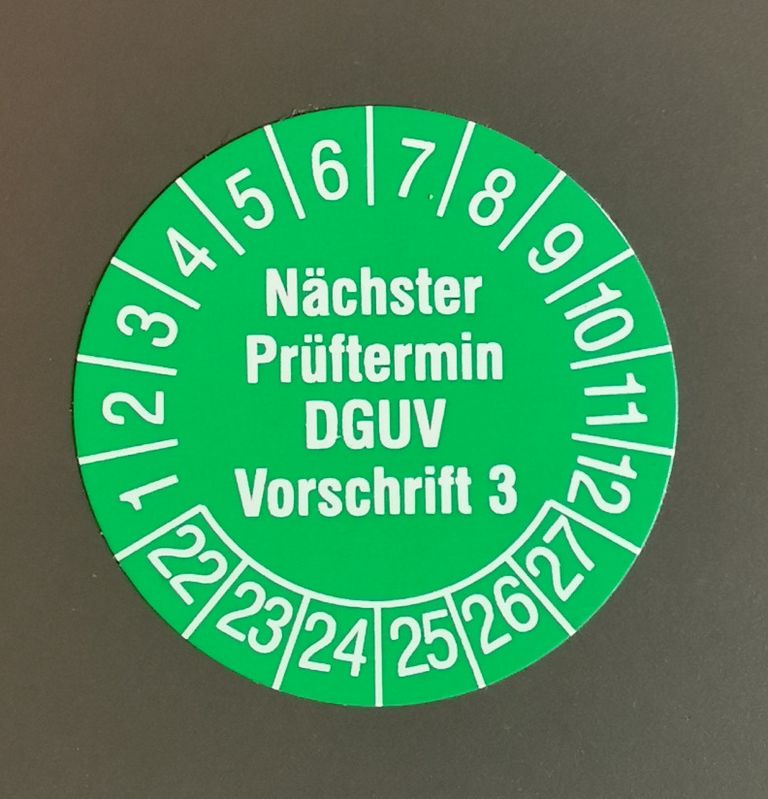 1 2 3 4 5 6 7 8 9 10 11 12
Nächster
Prüftermin
DGUV
Vorschrift 3
22 23 24 25 26 27